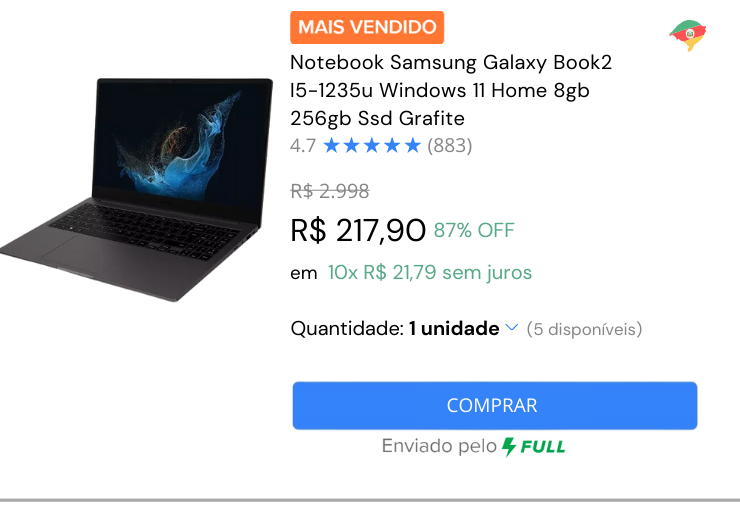 MAIS VENDIDO
Notebook Samsung Galaxy Book2
I5-1235u Windows 11 Home 8gb
256gb Ssd Grafite
4.7 ★★★★★ (883)
R$ 2.998
R$ 217,90 87% OFF
em 10x R$ 21,79 sem juros
Quantidade: 1 unidade (5 disponíveis)
COMPRAR
Enviado pelo FULL